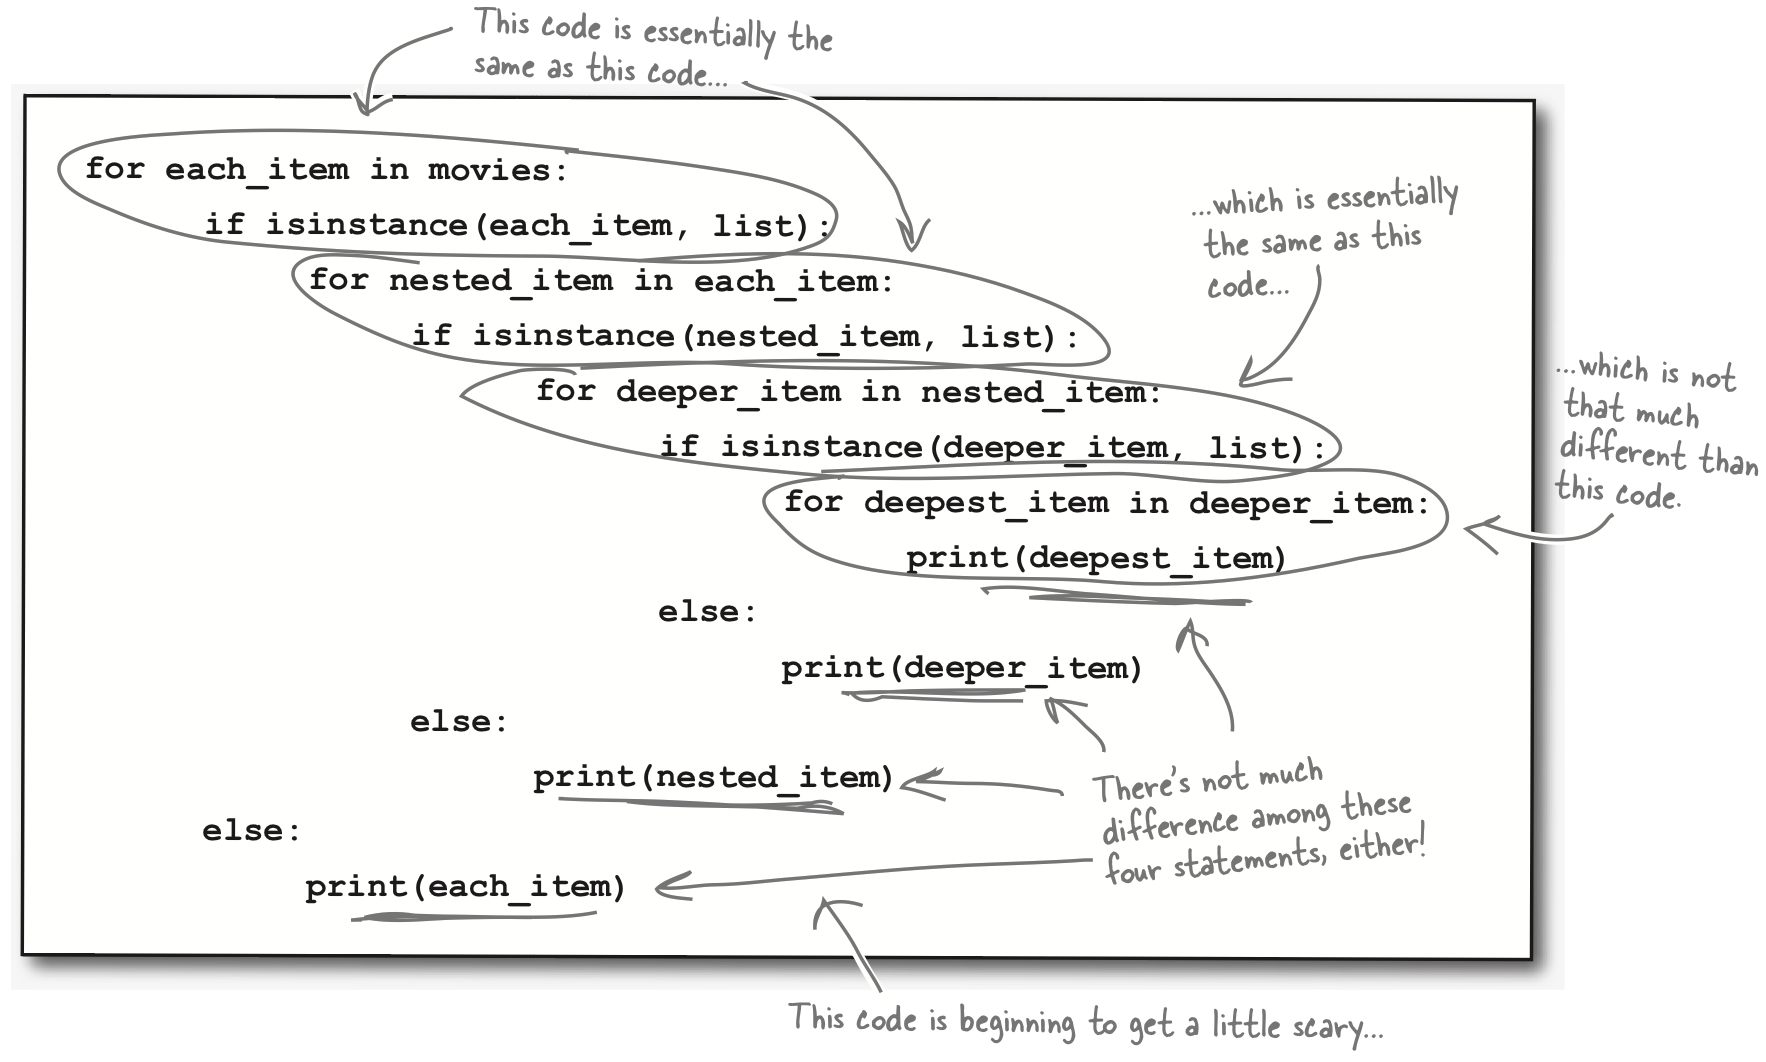 This code is essentially the
same as this code...
for each_item in movies:
if isinstance(each_item, list):
for nested_item in each_item:
if isinstance(nested_item, list):
for deeper_item in nested_item:
if isinstance(deeper_item, list):
for deepest_item in deeper_item:
print(deepest_item)
else:
print(deeper_item)
else:
print(nested_item)
else:
print(each_item)
...which is essentially
the same as this
code...
...which is not
that much
different than
this code.
There's not much
difference among these
four statements, either!
This code is beginning to get a little scary...